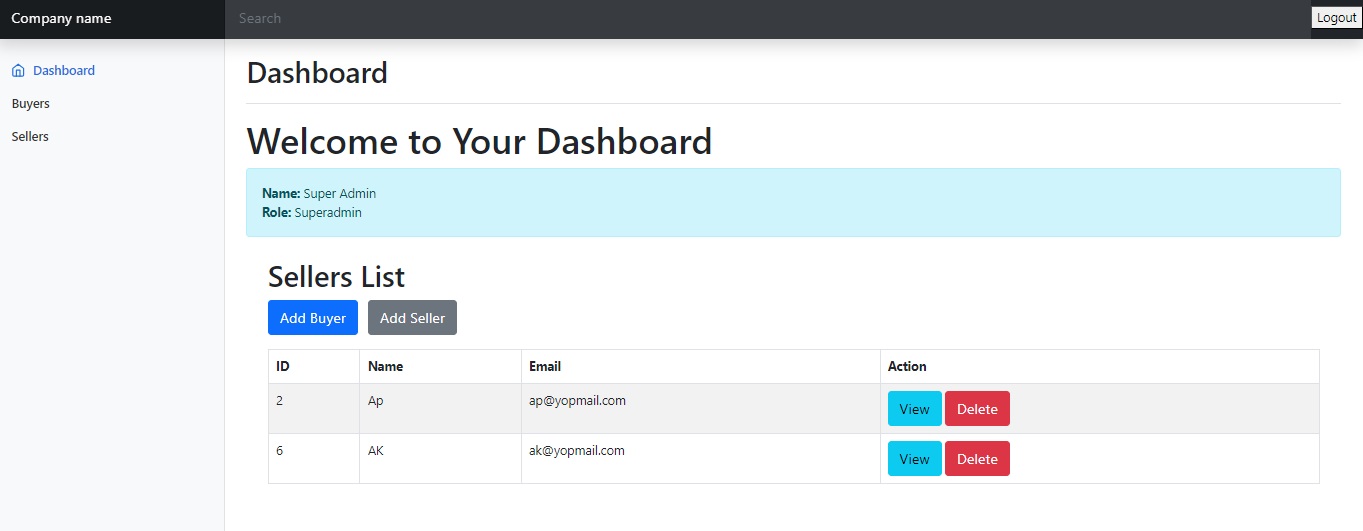 Company name Search Logout
Dashboard
Buyers
Sellers
Dashboard
Welcome to Your Dashboard
Name: Super Admin
Role: Superadmin
Sellers List
Add Buyer Add Seller
ID Name Email Action
2 Ap ap@yopmail.com View Delete
6 AK ak@yopmail.com View Delete